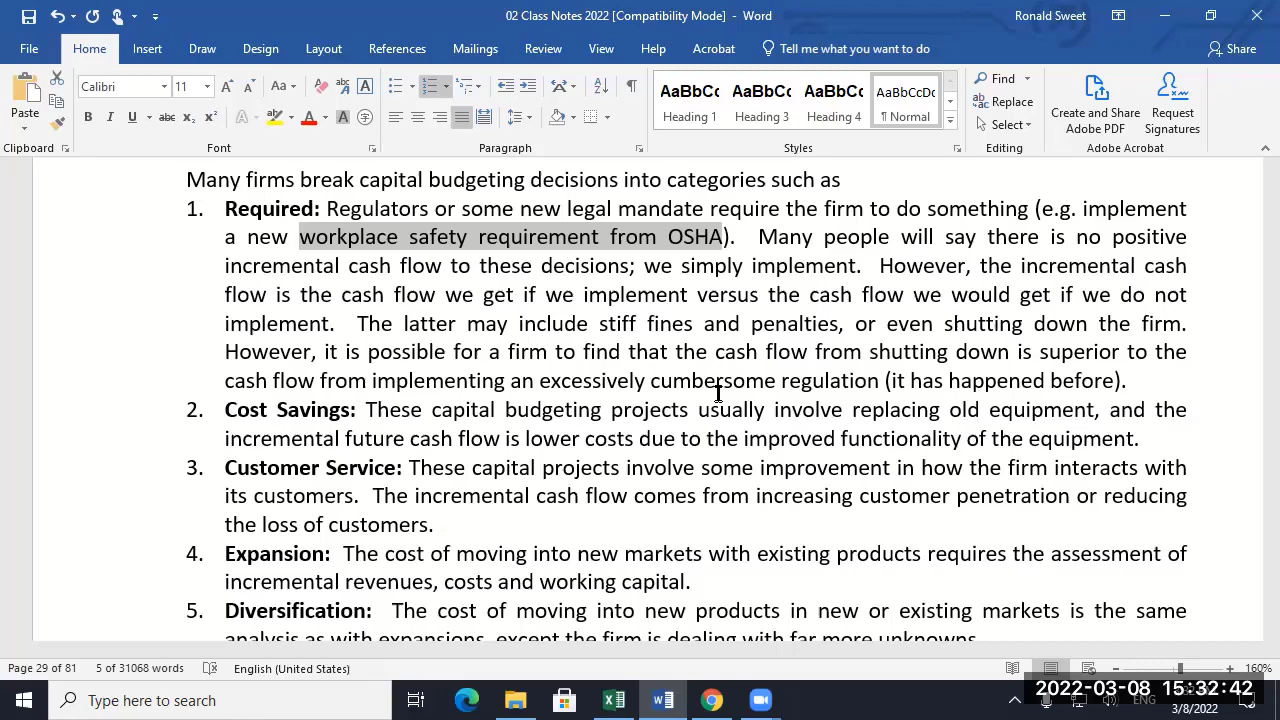 02 Class Notes 2022 [Compatibility Mode] - Word
Ronald Sweet
File Home Insert Draw Design Layout References Mailings Review View Help Acrobat Tell me what you want to do Share
Paste
Calibri 11
AaBbCc AaBbCc AaBbCc AaBbCcDc
Heading 1 Heading 3 Heading 4 ¶ Normal
Find
Replace
Select
Create and Share Adobe PDF
Request Signatures
Clipboard Font Paragraph Styles Editing Adobe Acrobat
Many firms break capital budgeting decisions into categories such as
1. Required: Regulators or some new legal mandate require the firm to do something (e.g. implement
a new workplace safety requirement from OSHA). Many people will say there is no positive
incremental cash flow to these decisions; we simply implement. However, the incremental cash
flow is the cash flow we get if we implement versus the cash flow we would get if we do not
implement. The latter may include stiff fines and penalties, or even shutting down the firm.
However, it is possible for a firm to find that the cash flow from shutting down is superior to the
cash flow from implementing an excessively cumbersome regulation (it has happened before).
2. Cost Savings: These capital budgeting projects usually involve replacing old equipment, and the
incremental future cash flow is lower costs due to the improved functionality of the equipment.
3. Customer Service: These capital projects involve some improvement in how the firm interacts with
its customers. The incremental cash flow comes from increasing customer penetration or reducing
the loss of customers.
4. Expansion: The cost of moving into new markets with existing products requires the assessment of
incremental revenues, costs and working capital.
5. Diversification: The cost of moving into new products in new or existing markets is the same
analysis as with expansions, except the firm is dealing with far more unknowns.
Page 29 of 81 5 of 31068 words English (United States) 160%
Type here to search
ENG
2022-03-08 15:32:42
3/8/2022